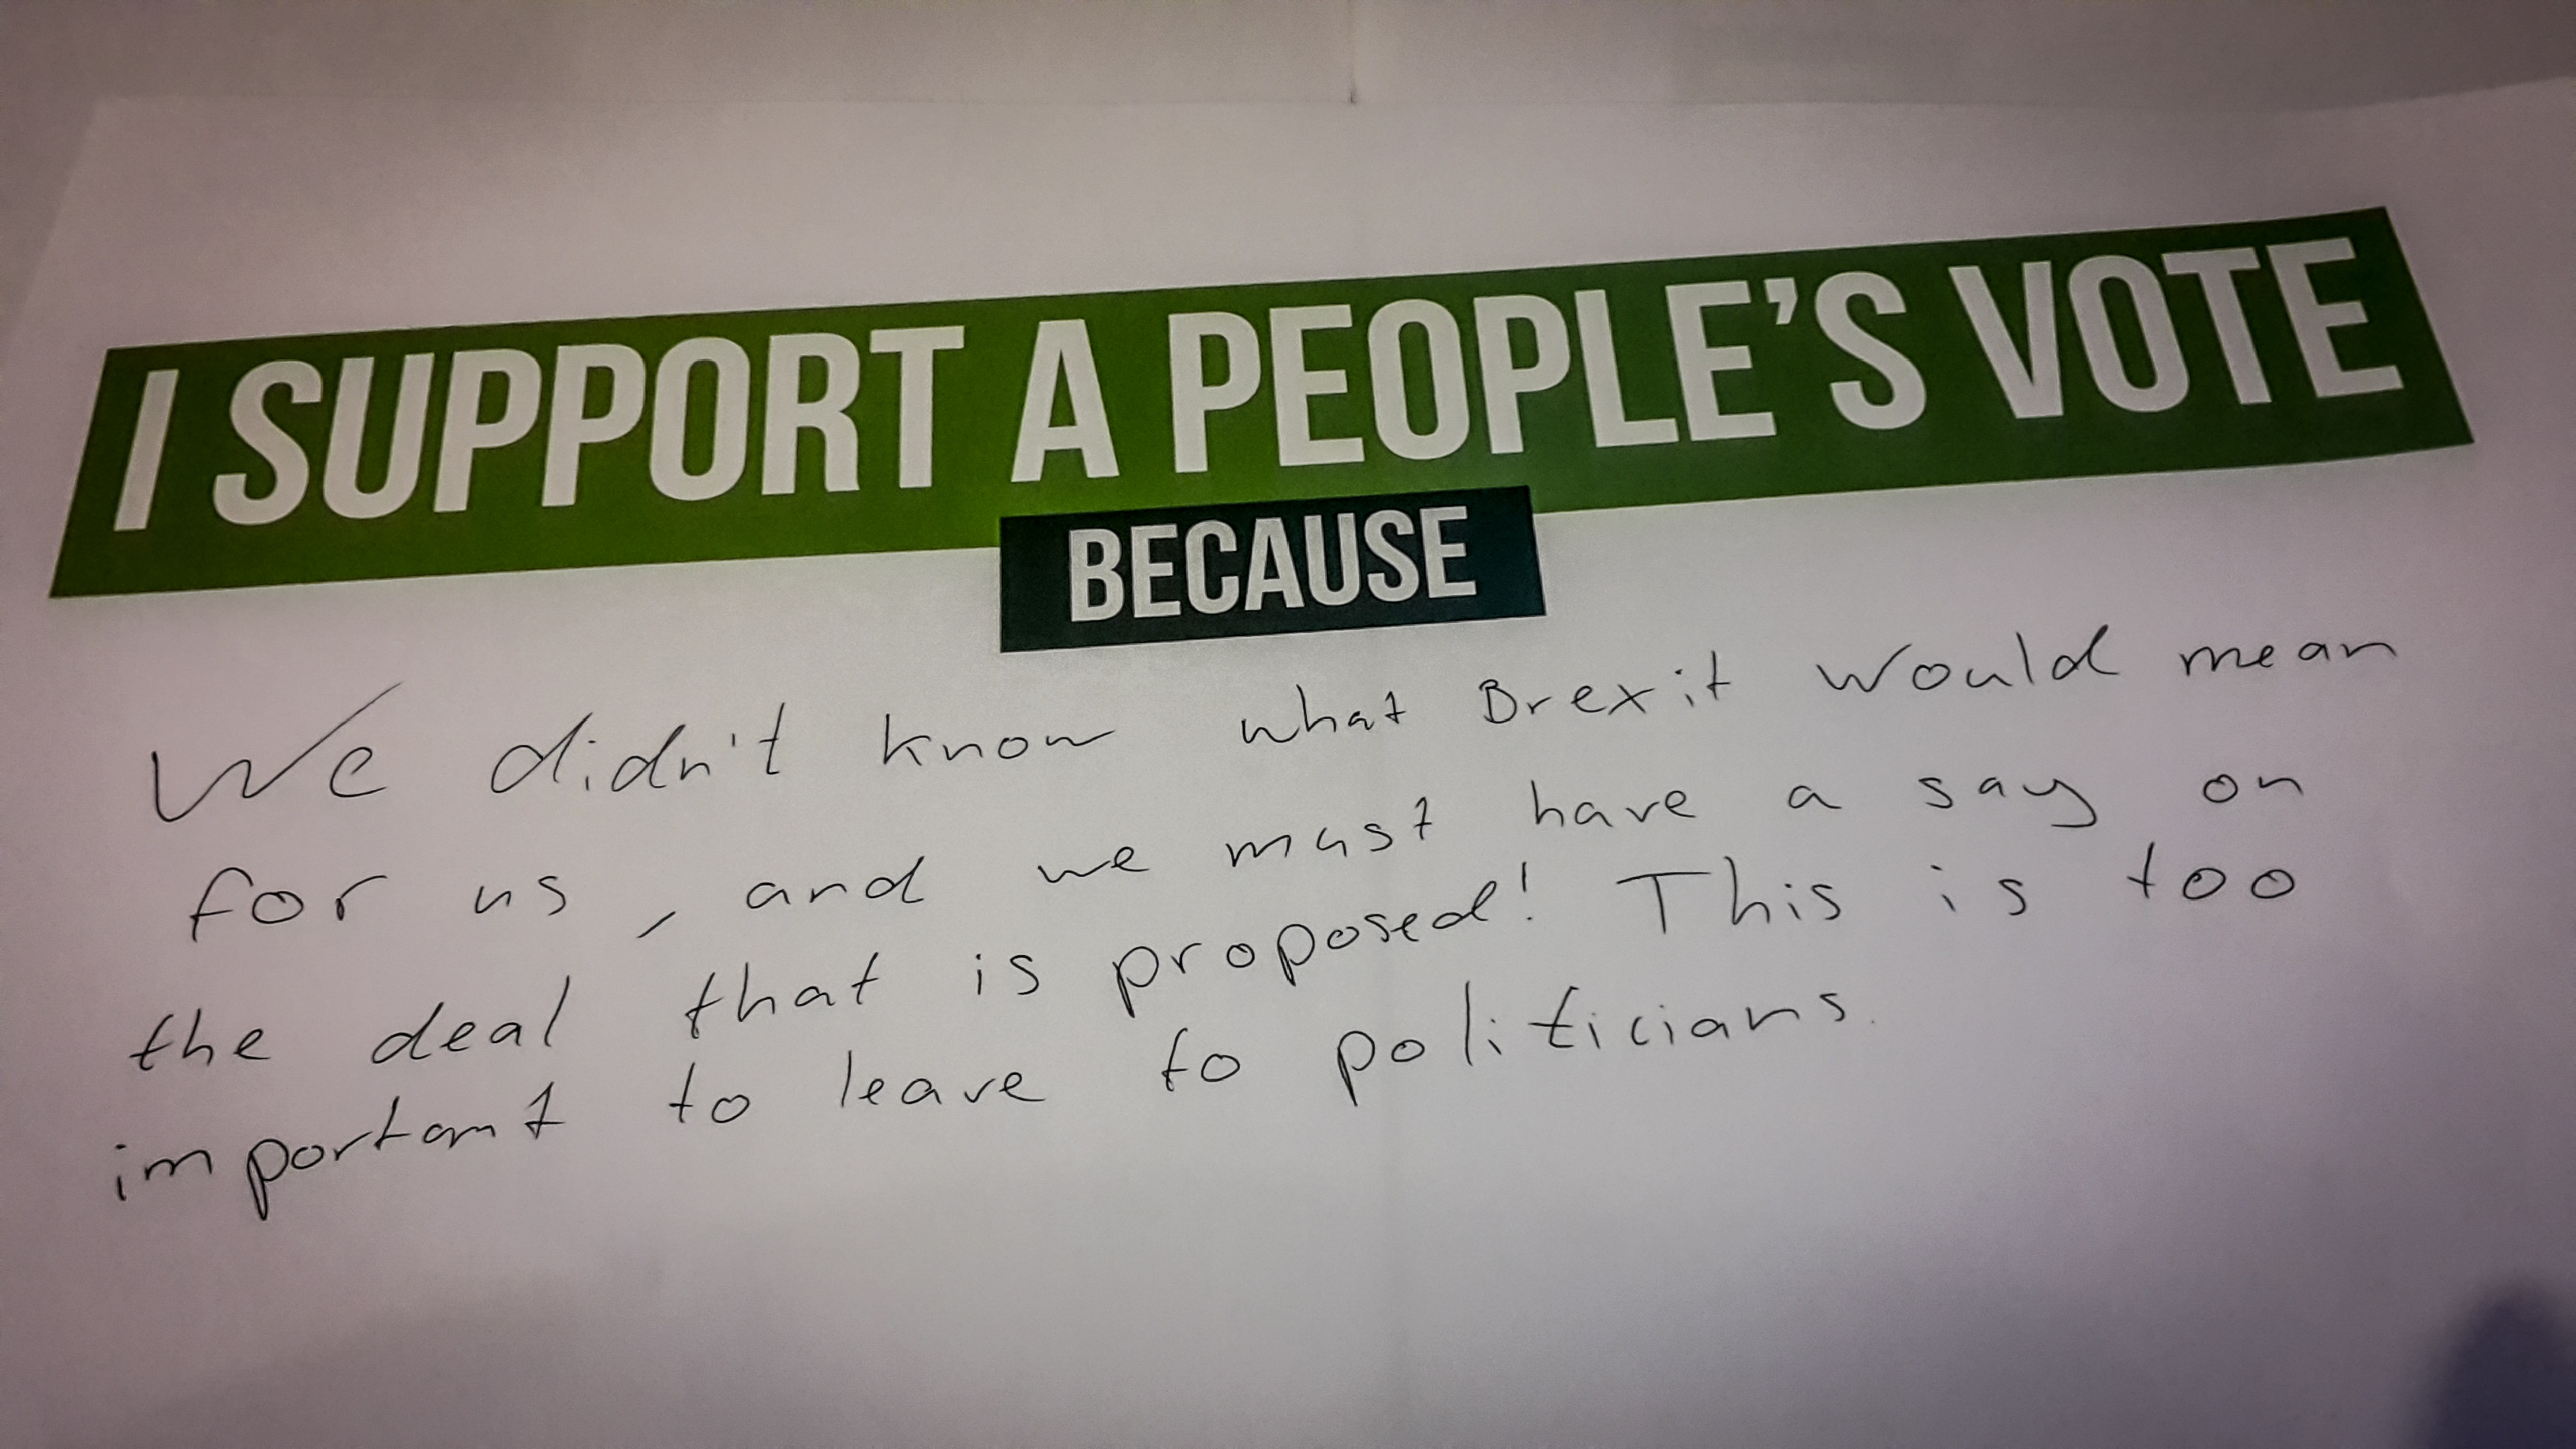 I SUPPORT A PEOPLE'S VOTE
BECAUSE
We didn't know what Brexit would mean
for us, and we must have a say on
the deal that is proposed! This is too
important to leave to politicians.